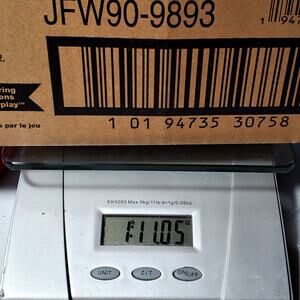 JFW90-9893
ring
ons
play™
s par le jeu
1 01 94735 30758
EK5055 Max 5kg/11lb d=1g/0.05oz
11.05
UNIT
Z/T
ON/OFF